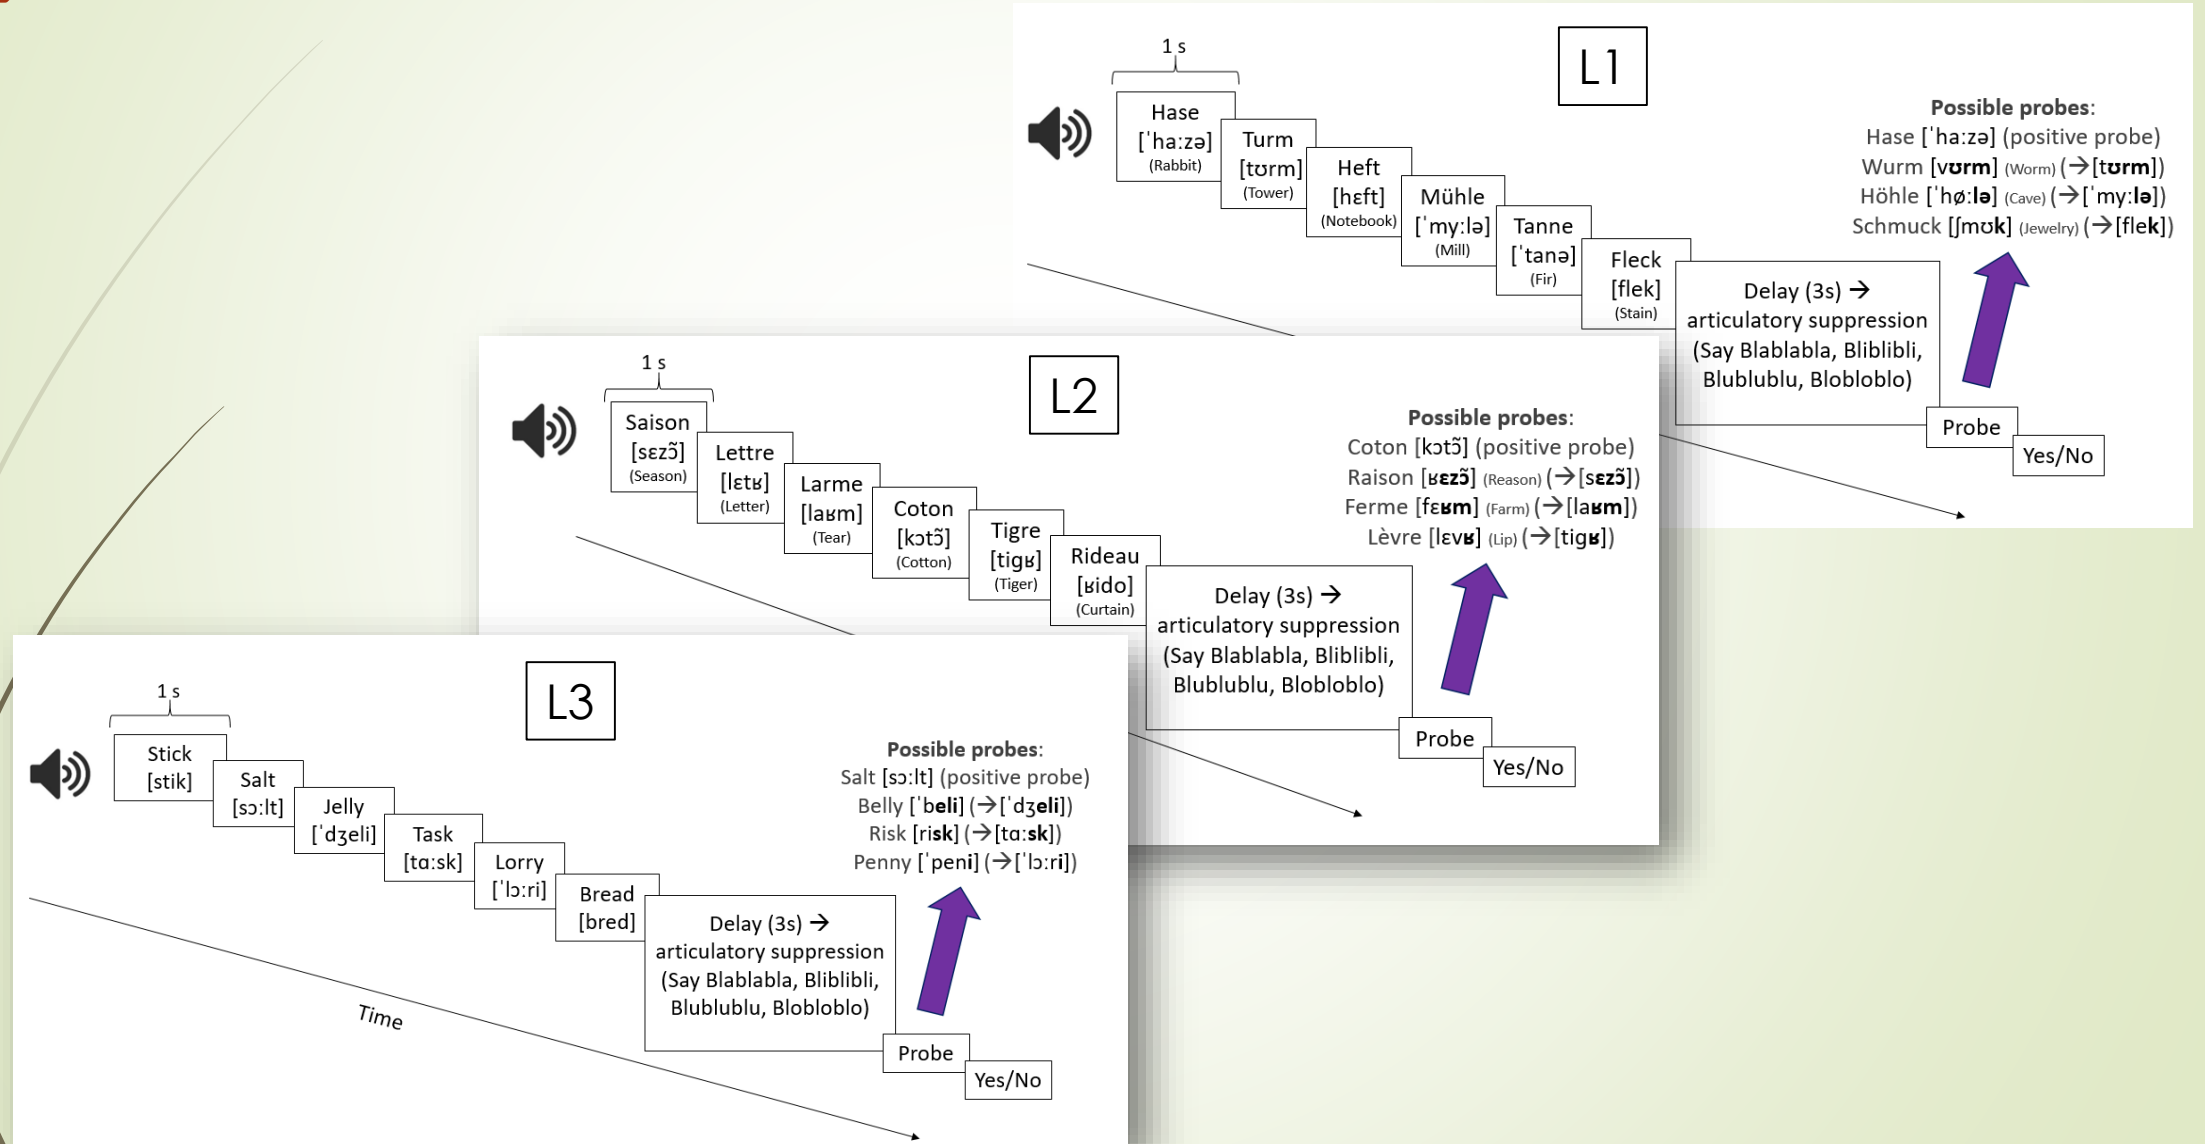 1 s
L1
Hase
[ˈhaːzə]
(Rabbit)
Turm
[tʊrm]
(Tower)
Heft
[hɛft]
(Notebook)
Mühle
[ˈmyːlə]
(Mill)
Tanne
[ˈtanə]
(Fir)
Fleck
[flek]
(Stain)
Delay (3s) →
articulatory suppression
(Say Blablabla, Bliblibli,
Blublublu, Blobloblo)
Probe
Yes/No
Possible probes:
Hase [ˈhaːzə] (positive probe)
Wurm [vʊrm] (Worm) (→[tʊrm])
Höhle [ˈhøːlə] (Cave) (→[ˈmyːlə])
Schmuck [ʃmʊk] (Jewelry) (→[flek])
1 s
L2
Saison
[sɛzɔ̃]
(Season)
Lettre
[lɛtʁ]
(Letter)
Larme
[laʁm]
(Tear)
Coton
[kɔtɔ̃]
(Cotton)
Tigre
[tigʁ]
(Tiger)
Rideau
[ʁido]
(Curtain)
Delay (3s) →
articulatory suppression
(Say Blablabla, Bliblibli,
Blublublu, Blobloblo)
Probe
Yes/No
Possible probes:
Coton [kɔtɔ̃] (positive probe)
Raison [ʁɛzɔ̃] (Reason) (→[sɛzɔ̃])
Ferme [fɛʁm] (Farm) (→[laʁm])
Lèvre [lɛvʁ] (Lip) (→[tigʁ])
1 s
L3
Stick
[stik]
Salt
[sɔːlt]
Jelly
[ˈdʒeli]
Task
[tɑːsk]
Lorry
[ˈlɔːri]
Bread
[bred]
Delay (3s) →
articulatory suppression
(Say Blablabla, Bliblibli,
Blublublu, Blobloblo)
Probe
Yes/No
Possible probes:
Salt [sɔːlt] (positive probe)
Belly [ˈbeli] (→[ˈdʒeli])
Risk [risk] (→[tɑːsk])
Penny [ˈpeni] (→[ˈlɔːri])
Time